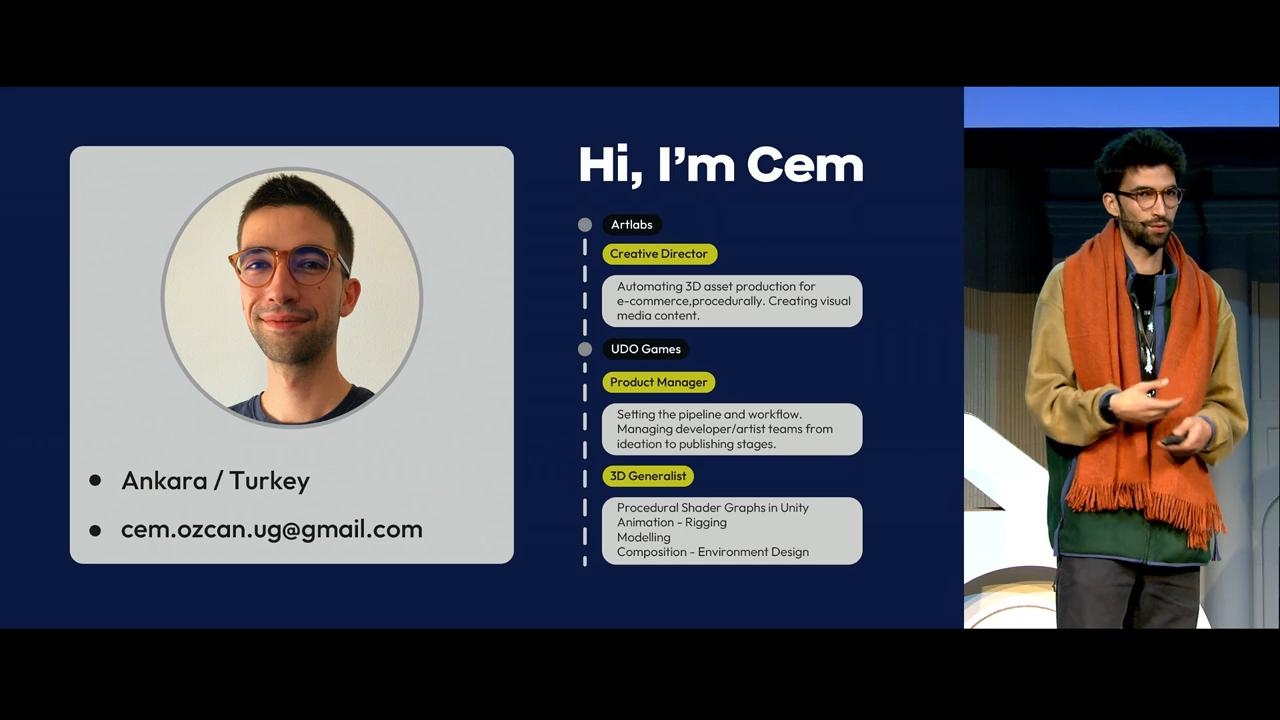 Hi, I'm Cem
Artlabs
Creative Director
Automating 3D asset production for
e-commerce,procedurally. Creating visual
media content.
UDO Games
Product Manager
Setting the pipeline and workflow.
Managing developer/artist teams from
ideation to publishing stages.
3D Generalist
Procedural Shader Graphs in Unity
Animation - Rigging
Modelling
Composition - Environment Design
Ankara / Turkey
cem.ozcan.ug@gmail.com